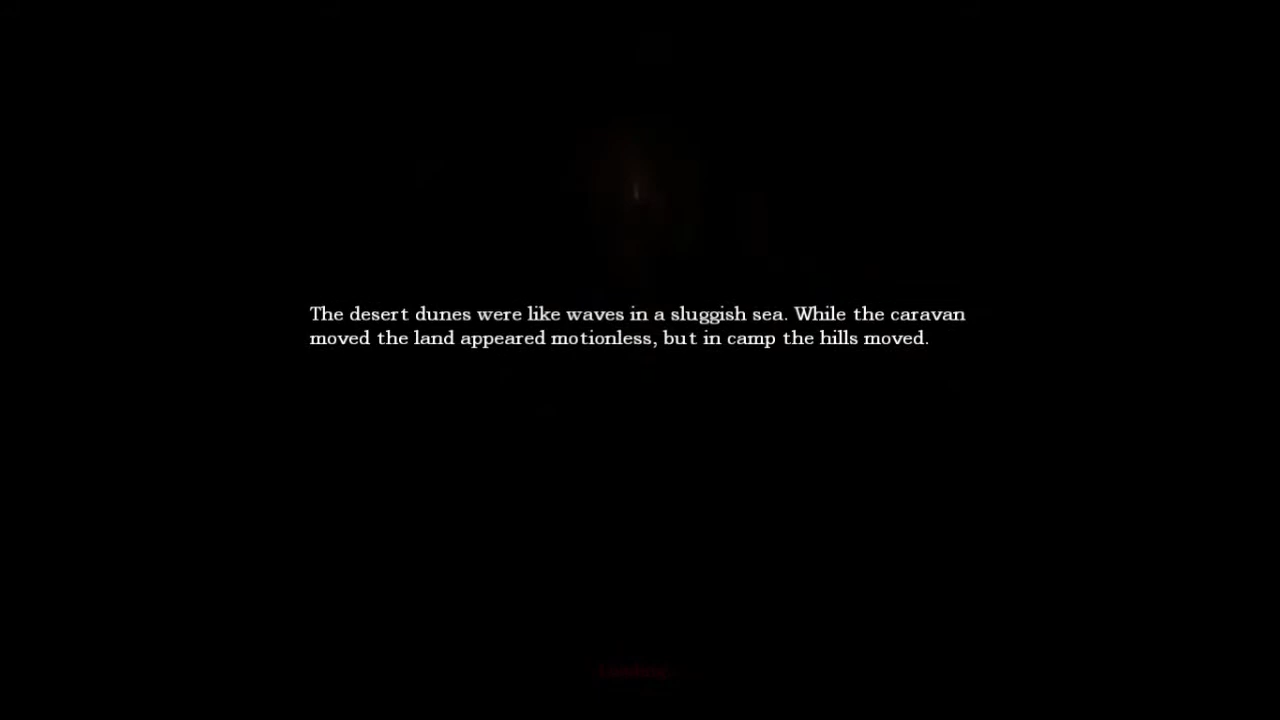 The desert dunes were like waves in a sluggish sea. While the caravan
moved the land appeared motionless, but in camp the hills moved.